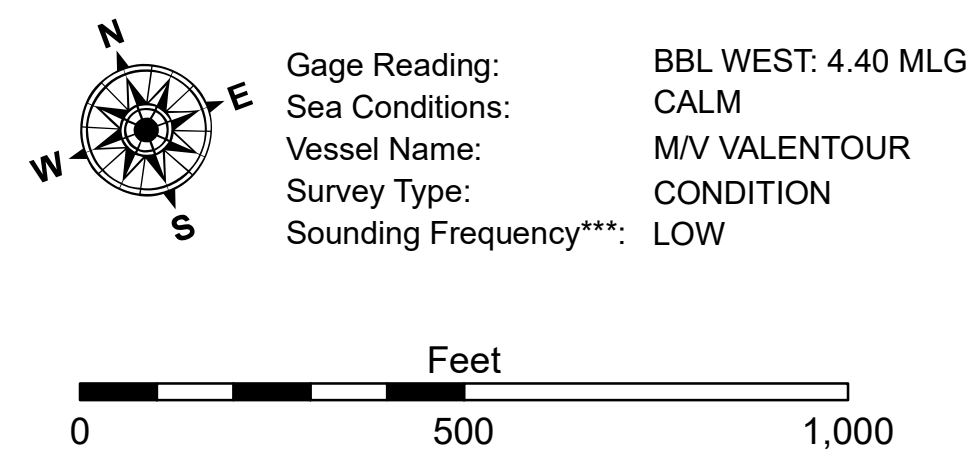 N
E
W
S
Gage Reading: BBL WEST: 4.40 MLG
Sea Conditions: CALM
Vessel Name: M/V VALENTOUR
Survey Type: CONDITION
Sounding Frequency***: LOW
Feet
0 500 1,000